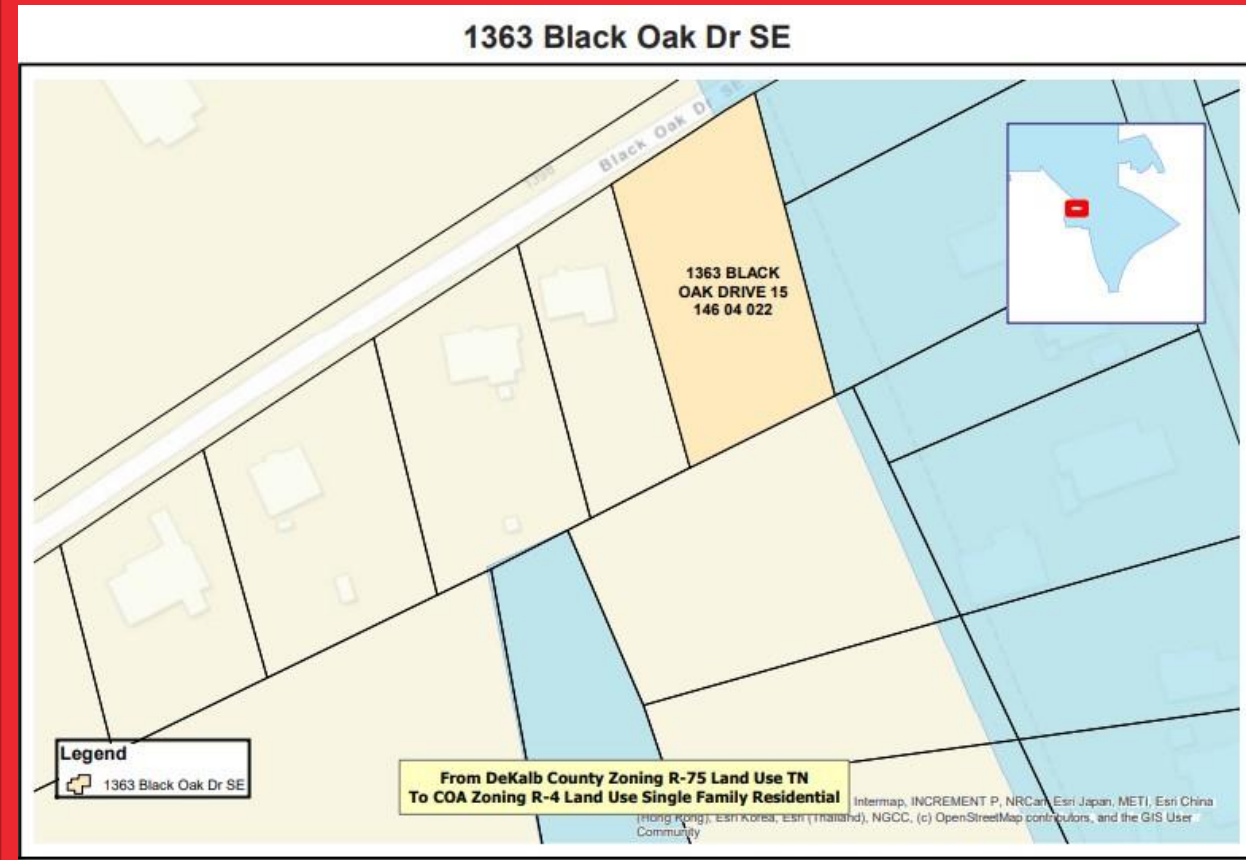 1363 Black Oak Dr SE
Black Oak Dr SE
1363 BLACK
OAK DRIVE 15
146 04 022
Legend
1363 Black Oak Dr SE
From DeKalb County Zoning R-75 Land Use TN
To COA Zoning R-4 Land Use Single Family Residential
Intermap, INCREMENT P, NRCan, Esri Japan, METI, Esri China
(Hong Kong), Esri Korea, Esri (Thailand), NGCC, (c) OpenStreetMap contributors, and the GIS User
Community